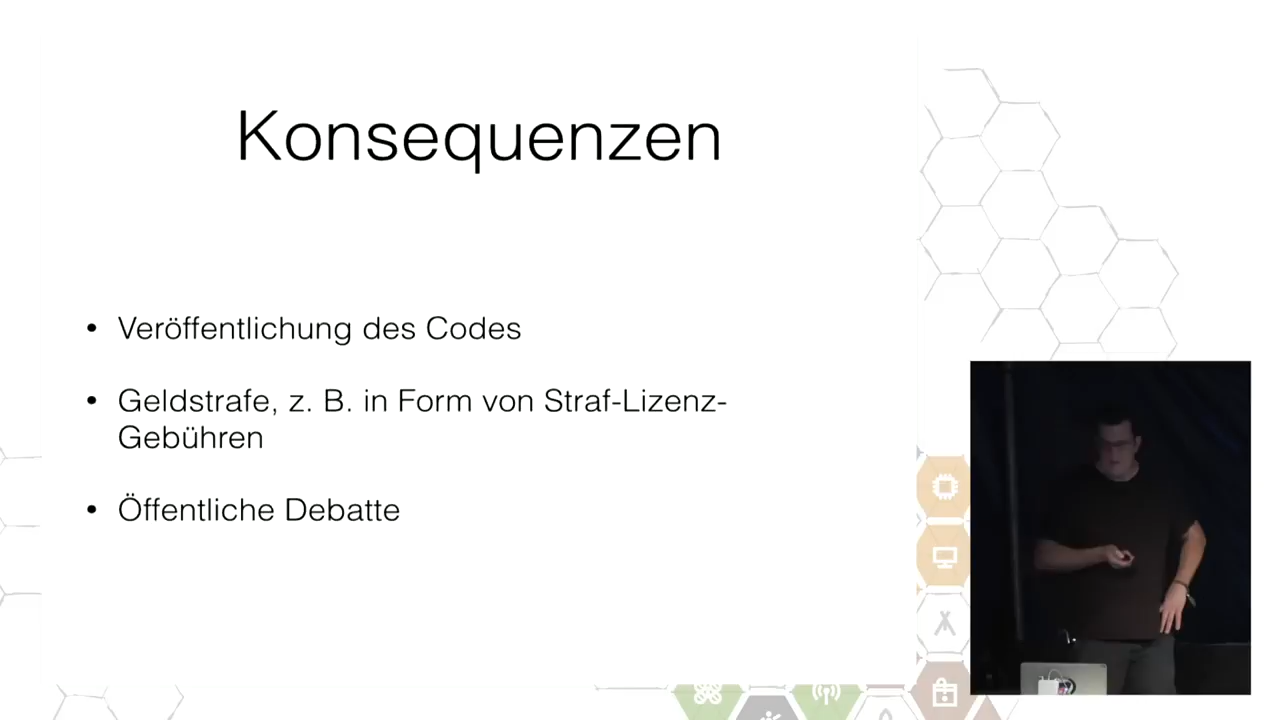 Konsequenzen
• Veröffentlichung des Codes
• Geldstrafe, z. B. in Form von Straf-Lizenz-
Gebühren
• Öffentliche Debatte